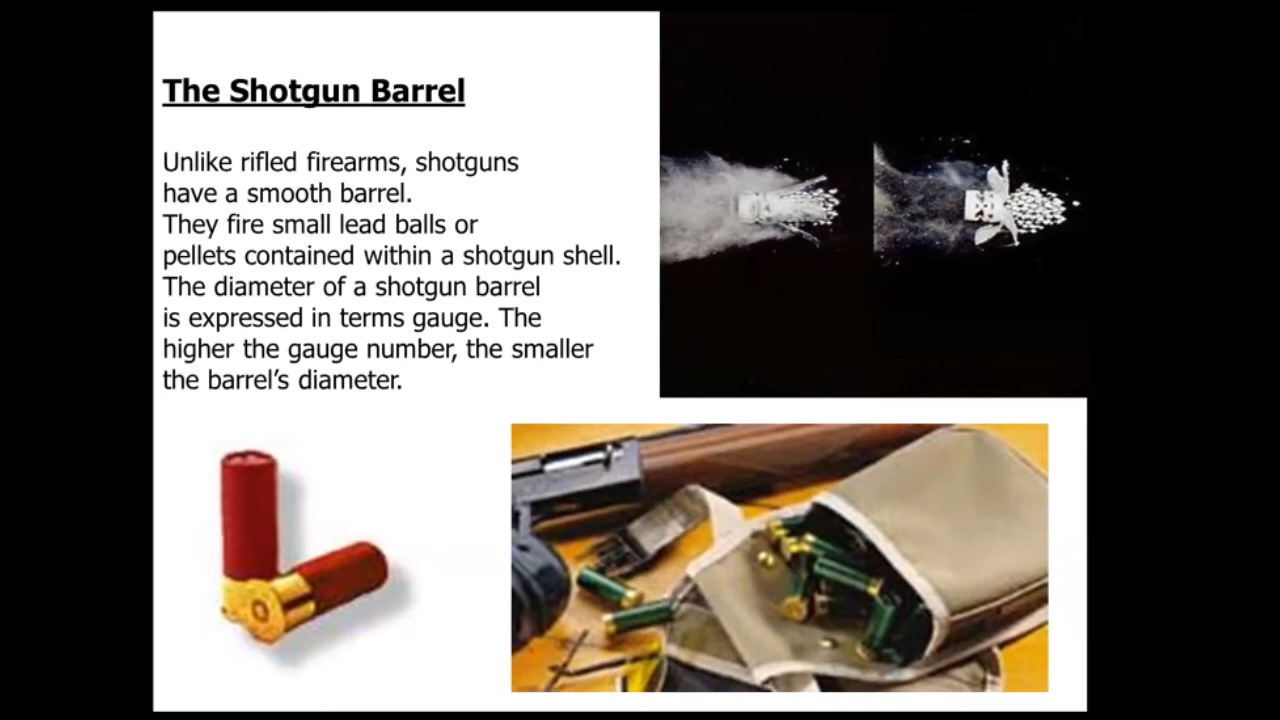 The Shotgun Barrel
Unlike rifled firearms, shotguns
have a smooth barrel.
They fire small lead balls or
pellets contained within a shotgun shell.
The diameter of a shotgun barrel
is expressed in terms gauge. The
higher the gauge number, the smaller
the barrel’s diameter.